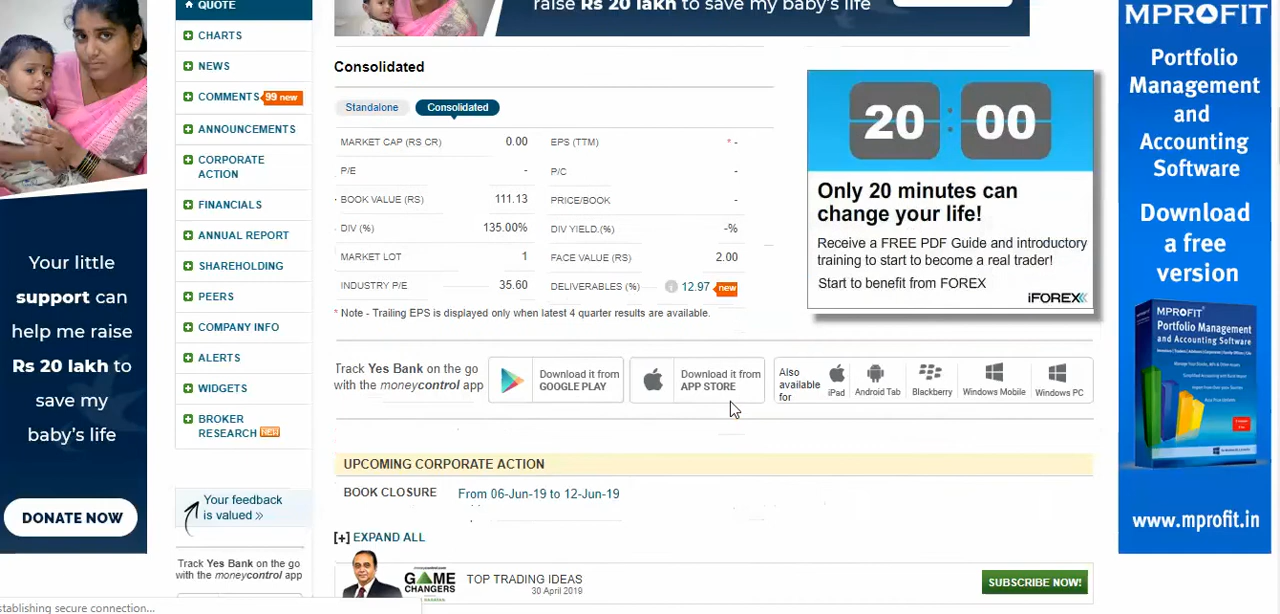 QUOTE
CHARTS
NEWS
COMMENTS 99 new
ANNOUNCEMENTS
CORPORATE
ACTION
FINANCIALS
ANNUAL REPORT
SHAREHOLDING
PEERS
COMPANY INFO
ALERTS
WIDGETS
BROKER
RESEARCH NEW
Your feedback
is valued »
Track Yes Bank on the go
with the moneycontrol app
Your little
support can
help me raise
Rs 20 lakh to
save my
baby's life
DONATE NOW
raise Rs 20 lakh to save my baby's life
Consolidated
Standalone Consolidated
MARKET CAP (RS CR) 0.00 EPS (TTM) * -
P/E - P/C -
BOOK VALUE (RS) 111.13 PRICE/BOOK -
DIV (%) 135.00% DIV YIELD.(%) -%
MARKET LOT 1 FACE VALUE (RS) 2.00
INDUSTRY P/E 35.60 DELIVERABLES (%) i 12.97 new
* Note - Trailing EPS is displayed only when latest 4 quarter results are available.
Track Yes Bank on the go
with the moneycontrol app
Download it from
GOOGLE PLAY
Download it from
APP STORE
Also
available
for
iPad Android Tab Blackberry Windows Mobile Windows PC
UPCOMING CORPORATE ACTION
BOOK CLOSURE From 06-Jun-19 to 12-Jun-19
[+] EXPAND ALL
GAME
CHANGERS
TOP TRADING IDEAS
30 April 2019
SUBSCRIBE NOW!
20:00
Only 20 minutes can
change your life!
Receive a FREE PDF Guide and introductory
training to start to become a real trader!
Start to benefit from FOREX
iFOREX
MPROFIT
Portfolio
Management
and
Accounting
Software
Download
a free
version
MPROFIT
Portfolio Management
and Accounting Software
www.mprofit.in
stablishing secure connection...